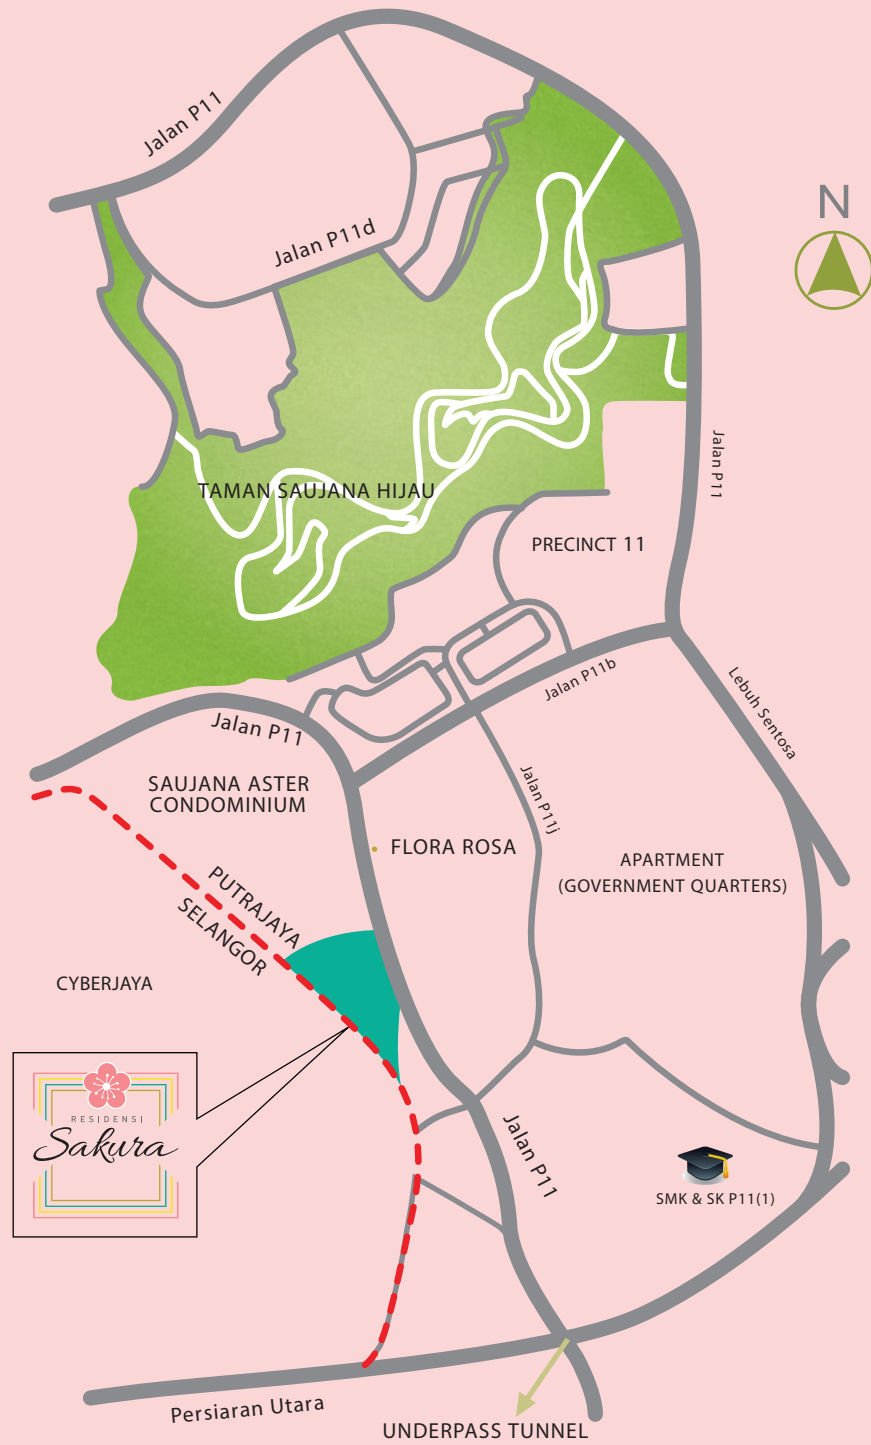 Jalan P11
N
Jalan P11d
Jalan P11
TAMAN SAUJANA HIJAU
PRECINCT 11
Jalan P11b
Lebuh Sentosa
Jalan P11
SAUJANA ASTER
CONDOMINIUM
Jalan P11j
FLORA ROSA
APARTMENT
(GOVERNMENT QUARTERS)
PUTRAJAYA
SELANGOR
CYBERJAYA
RESIDENSI
Sakura
Jalan P11
SMK & SK P11(1)
Persiaran Utara
UNDERPASS TUNNEL